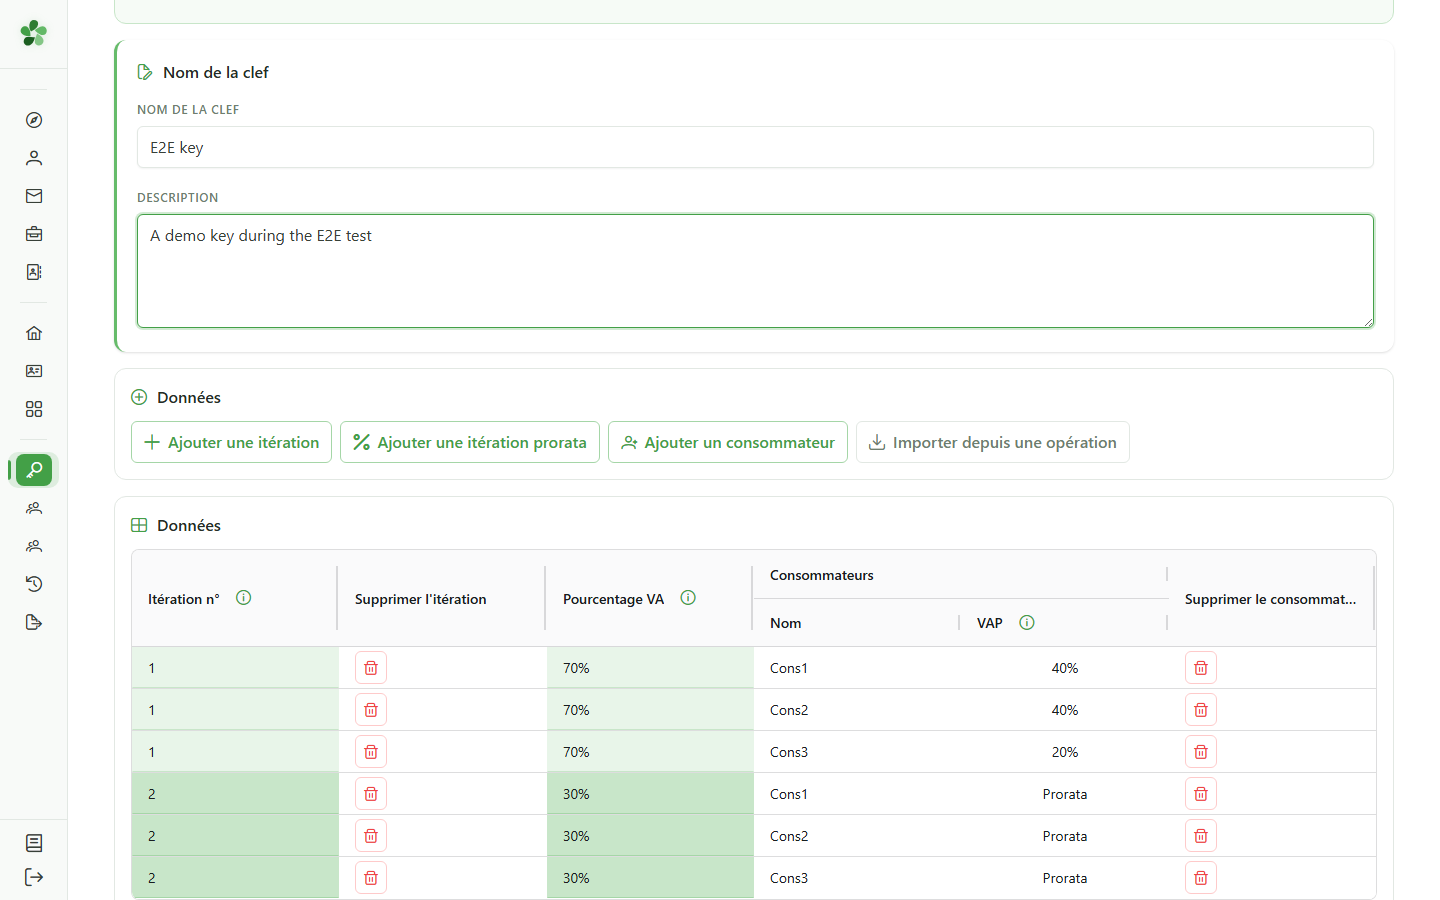 Nom de la clef
NOM DE LA CLEF
E2E key
DESCRIPTION
A demo key during the E2E test
Données
Ajouter une itération
Ajouter une itération prorata
Ajouter un consommateur
Importer depuis une opération
Données
Itération n° Supprimer l'itération Pourcentage VA Consommateurs Supprimer le consommat...
Nom VAP
1 70% Cons1 40%
1 70% Cons2 40%
1 70% Cons3 20%
2 30% Cons1 Prorata
2 30% Cons2 Prorata
2 30% Cons3 Prorata